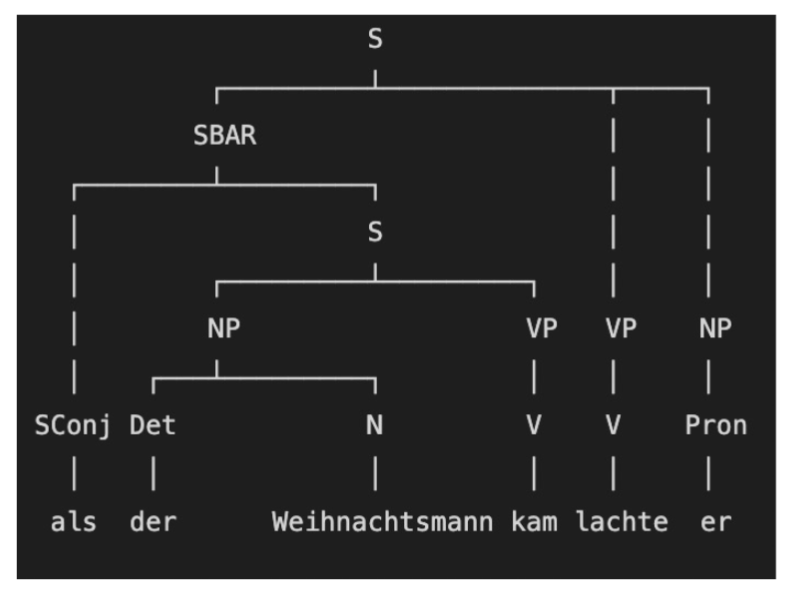 S
SBAR
S
NP VP VP NP
SConj Det N V V Pron
als der Weihnachtsmann kam lachte er